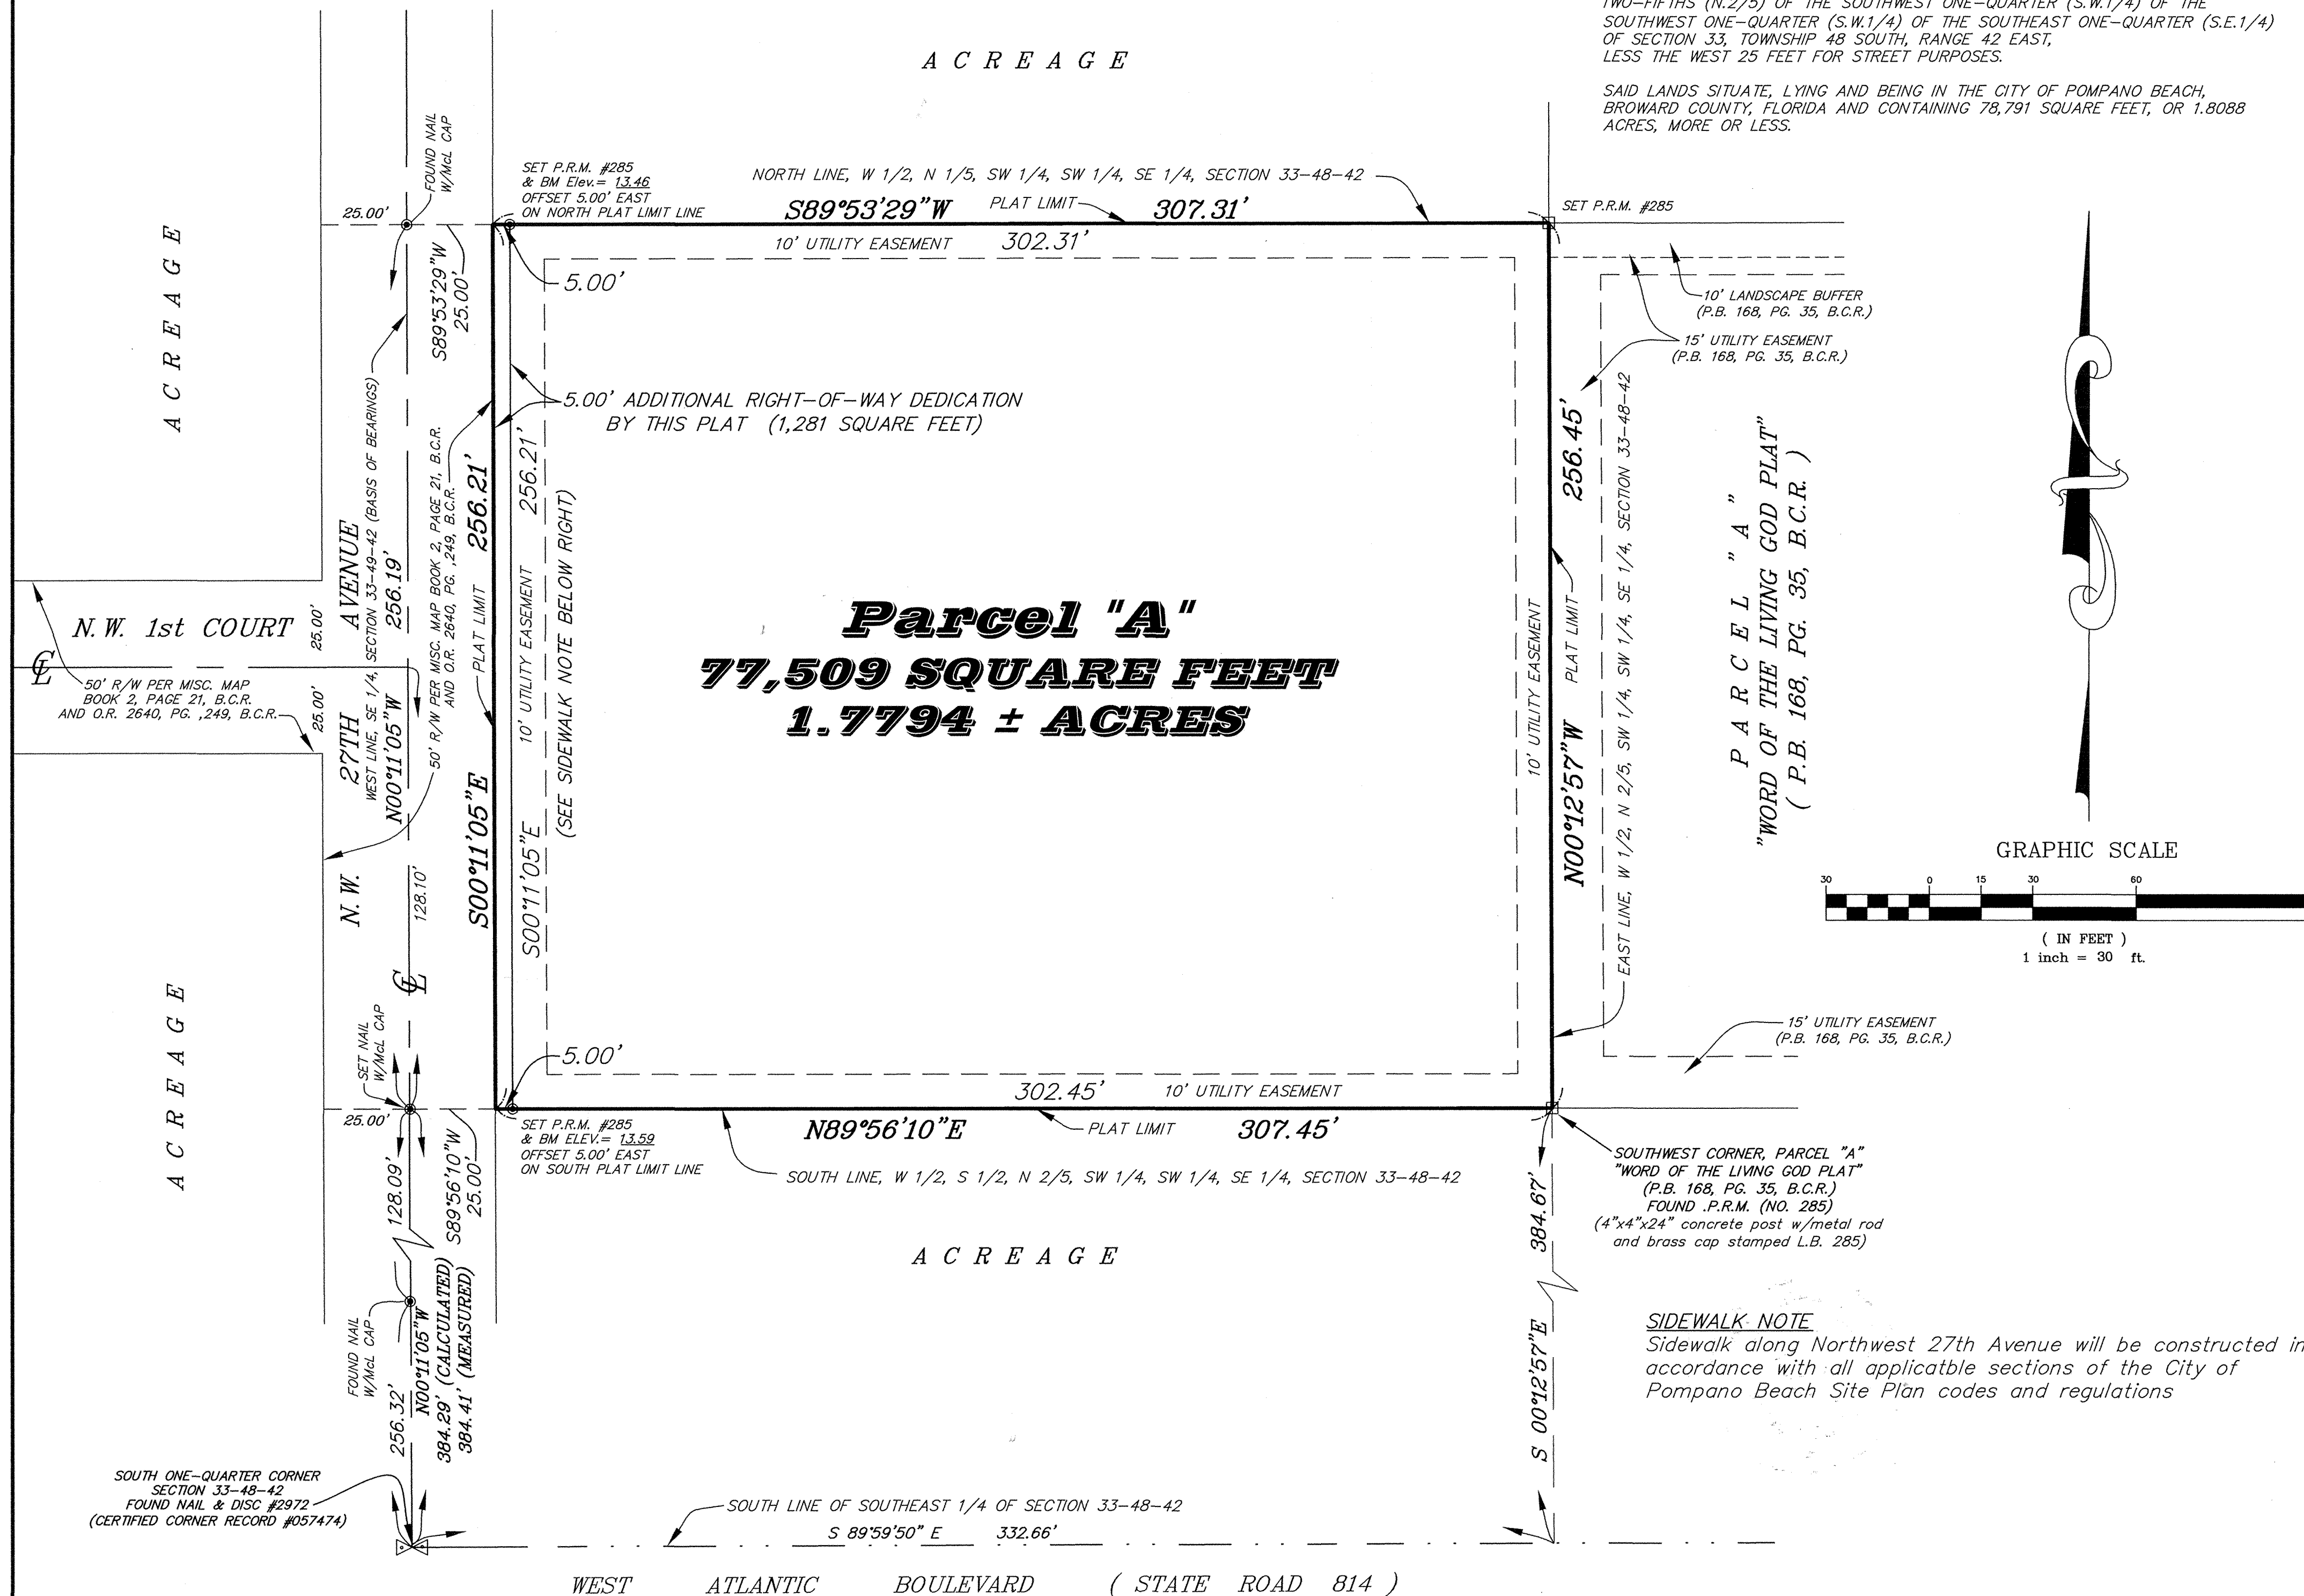 TWO-FIFTHS (N.2/5) OF THE SOUTHWEST ONE-QUARTER (S.W.1/4) OF THE
SOUTHWEST ONE-QUARTER (S.W.1/4) OF THE SOUTHEAST ONE-QUARTER (S.E.1/4)
OF SECTION 33, TOWNSHIP 48 SOUTH, RANGE 42 EAST,
LESS THE WEST 25 FEET FOR STREET PURPOSES.
SAID LANDS SITUATE, LYING AND BEING IN THE CITY OF POMPANO BEACH,
BROWARD COUNTY, FLORIDA AND CONTAINING 78,791 SQUARE FEET, OR 1.8088
ACRES, MORE OR LESS.
A C R E A G E
FOUND NAIL
W/McL CAP
25.00'
SET P.R.M. #285
& BM Elev.= 13.46
OFFSET 5.00' EAST
ON NORTH PLAT LIMIT LINE
NORTH LINE, W 1/2, N 1/5, SW 1/4, SW 1/4, SE 1/4, SECTION 33-48-42
S89°53'29"W PLAT LIMIT 307.31'
SET P.R.M. #285
10' UTILITY EASEMENT 302.31'
5.00'
A C R E A G E
S89°53'29"W
25.00'
10' LANDSCAPE BUFFER
(P.B. 168, PG. 35, B.C.R.)
15' UTILITY EASEMENT
(P.B. 168, PG. 35, B.C.R.)
5.00' ADDITIONAL RIGHT-OF-WAY DEDICATION
BY THIS PLAT (1,281 SQUARE FEET)
N.W. 27TH AVENUE
WEST LINE, SE 1/4, SECTION 33-49-42 (BASIS OF BEARINGS)
N00°11'05"W 256.19'
50' R/W PER MISC. MAP BOOK 2, PAGE 21, B.C.R.
AND O.R. 2640, PG. ,249, B.C.R.
S00°11'05"E PLAT LIMIT 256.21'
S00°11'05"E 10' UTILITY EASEMENT 256.21'
(SEE SIDEWALK NOTE BELOW RIGHT)
N.W. 1st COURT
25.00'
25.00'
CL
50' R/W PER MISC. MAP
BOOK 2, PAGE 21, B.C.R.
AND O.R. 2640, PG. ,249, B.C.R.
Parcel "A"
77,509 SQUARE FEET
1.7794 ± ACRES
10' UTILITY EASEMENT
N00°12'57"W PLAT LIMIT 256.45'
EAST LINE, W 1/2, N 2/5, SW 1/4, SW 1/4, SE 1/4, SECTION 33-48-42
P A R C E L " A "
"WORD OF THE LIVING GOD PLAT"
( P.B. 168, PG. 35, B.C.R. )
GRAPHIC SCALE
30 0 15 30 60
( IN FEET )
1 inch = 30 ft.
128.10'
CL
A C R E A G E
SET NAIL
W/McL CAP
25.00'
5.00'
302.45' 10' UTILITY EASEMENT
15' UTILITY EASEMENT
(P.B. 168, PG. 35, B.C.R.)
SET P.R.M. #285
& BM ELEV.= 13.59
OFFSET 5.00' EAST
ON SOUTH PLAT LIMIT LINE
N89°56'10"E PLAT LIMIT 307.45'
SOUTH LINE, W 1/2, S 1/2, N 2/5, SW 1/4, SW 1/4, SE 1/4, SECTION 33-48-42
SOUTHWEST CORNER, PARCEL "A"
"WORD OF THE LIVING GOD PLAT"
(P.B. 168, PG. 35, B.C.R.)
FOUND .P.R.M. (NO. 285)
(4"x4"x24" concrete post w/metal rod
and brass cap stamped L.B. 285)
128.09'
S89°56'10"W
25.00'
A C R E A G E
S 00°12'57"E 384.67'
FOUND NAIL
W/McL CAP
256.32'
N00°11'05"W
384.29' (CALCULATED)
384.41' (MEASURED)
SIDEWALK NOTE
Sidewalk along Northwest 27th Avenue will be constructed in
accordance with all applicatble sections of the City of
Pompano Beach Site Plan codes and regulations
SOUTH ONE-QUARTER CORNER
SECTION 33-48-42
FOUND NAIL & DISC #2972
(CERTIFIED CORNER RECORD #057474)
SOUTH LINE OF SOUTHEAST 1/4 OF SECTION 33-48-42
S 89°59'50" E 332.66'
WEST ATLANTIC BOULEVARD ( STATE ROAD 814 )